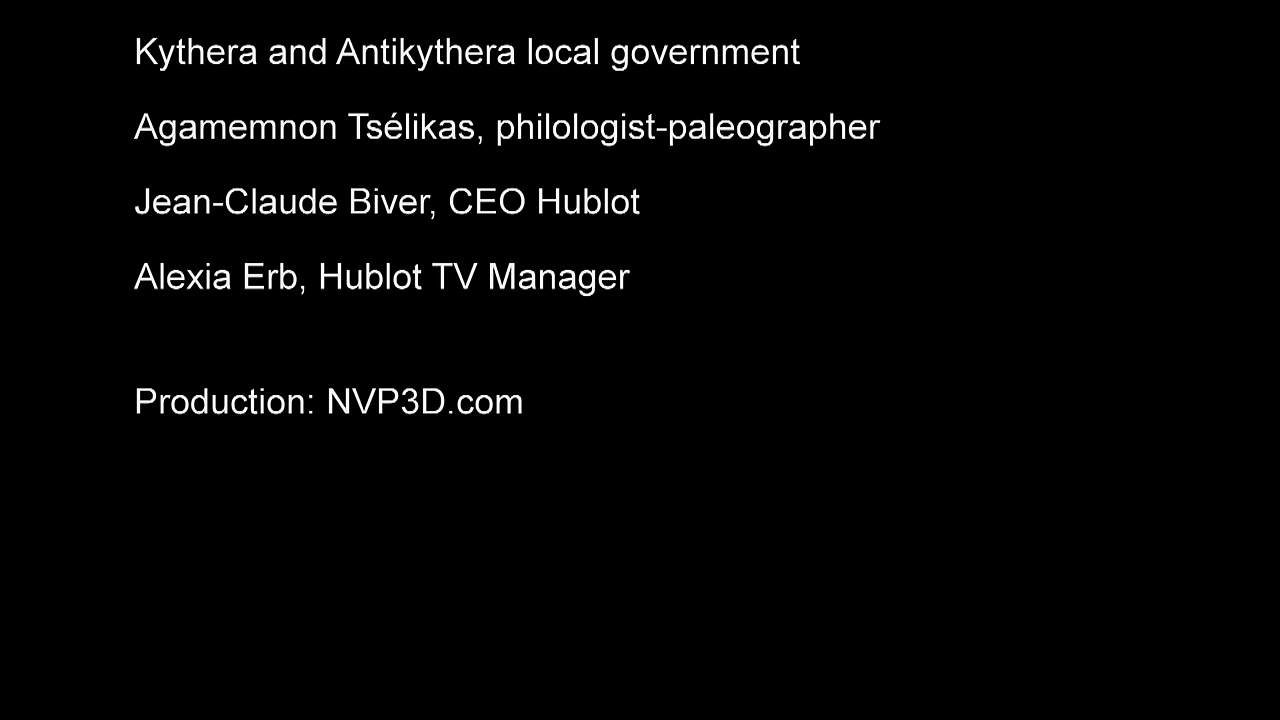 Kythera and Antikythera local government
Agamemnon Tsélikas, philologist-paleographer
Jean-Claude Biver, CEO Hublot
Alexia Erb, Hublot TV Manager
Production: NVP3D.com